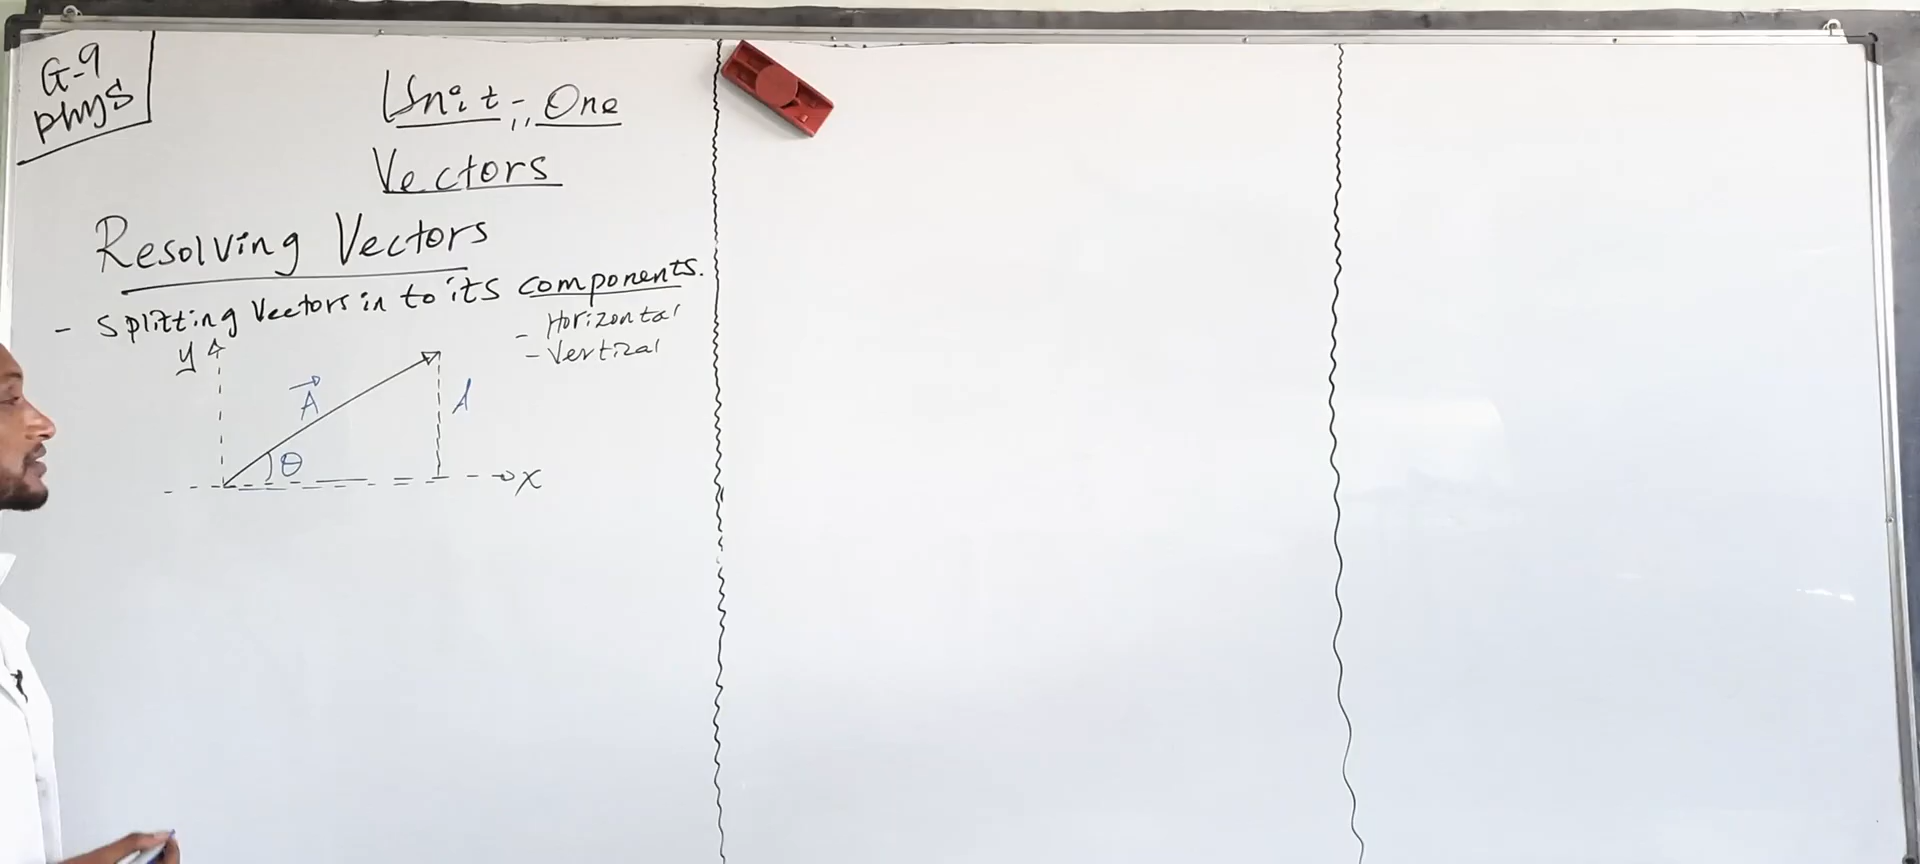 G-9
Phys
Unit:- One
Vectors
Resolving Vectors
- Splitting Vectors in to its components.
- Horizontal
- Vertical
y
A
θ
x